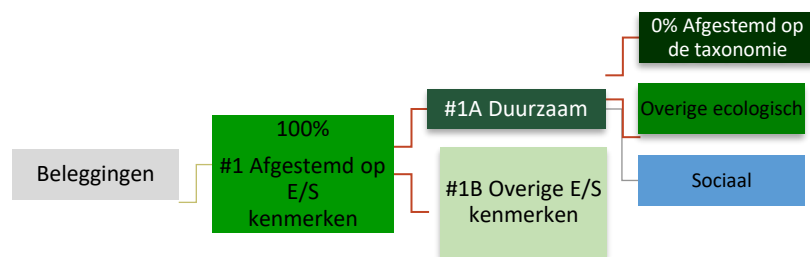 Beleggingen
100%
#1 Afgestemd op
E/S
kenmerken
#1A Duurzaam
#1B Overige E/S
kenmerken
0% Afgestemd op
de taxonomie
Overige ecologisch
Sociaal